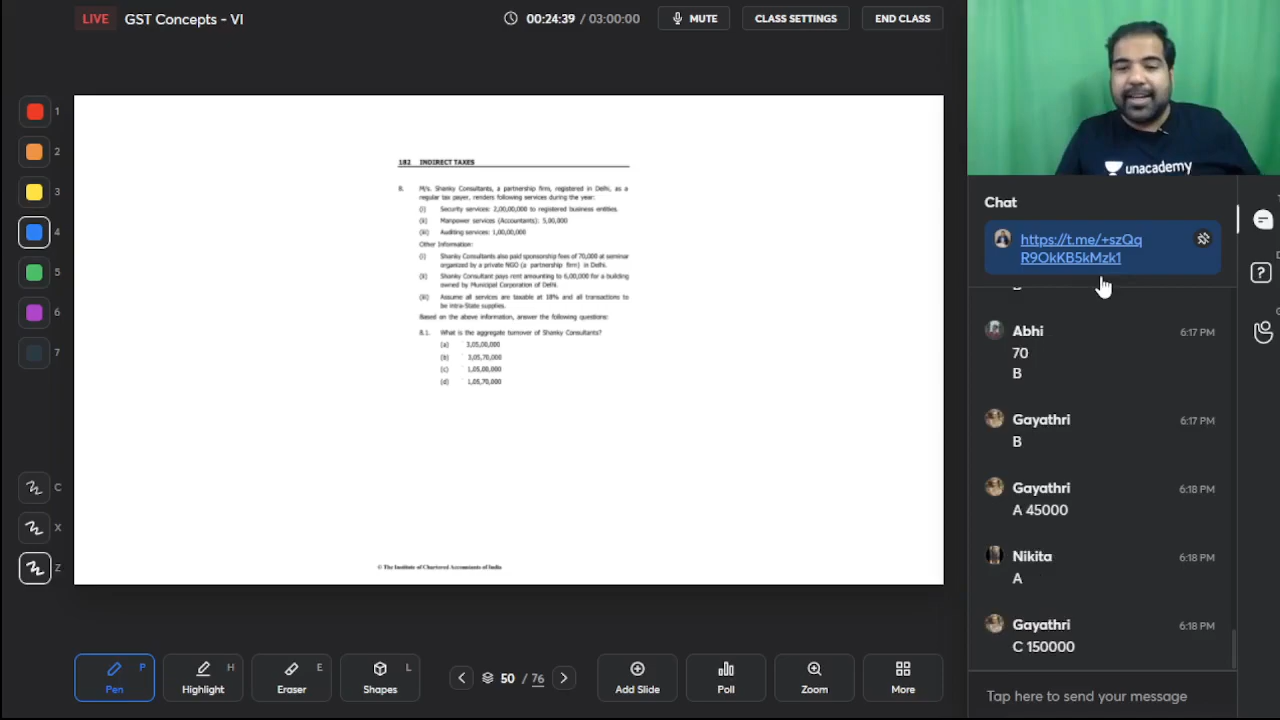 LIVE GST Concepts - VI
00:24:39 / 03:00:00
MUTE
CLASS SETTINGS
END CLASS
1
2
3
4
5
6
7
C
X
Z
182 INDIRECT TAXES
8. M/s. Shanky Consultants, a partnership firm, registered in Delhi, as a
regular tax payer, renders following services during the year:
(i) Security services: 2,00,00,000 to registered business entities.
(ii) Manpower services (Accountants): 5,00,000
(iii) Auditing services: 1,00,00,000
Other Information:
(i) Shanky Consultants also paid sponsorship fees of 70,000 at seminar
organized by a private NGO (a partnership firm) in Delhi.
(ii) Shanky Consultant pays rent amounting to 6,00,000 for a building
owned by Municipal Corporation of Delhi.
(iii) Assume all services are taxable at 18% and all transactions to
be intra-State supplies.
Based on the above information, answer the following questions:
8.1. What is the aggregate turnover of Shanky Consultants?
(a) 3,05,00,000
(b) 3,05,70,000
(c) 1,05,00,000
(d) 1,05,70,000
© The Institute of Chartered Accountants of India
P
Pen
H
Highlight
E
Eraser
L
Shapes
50 / 76
Add Slide
Poll
Zoom
More
unacademy
Chat
https://t.me/+szQq
R9OkKB5kMzk1
Abhi 6:17 PM
70
B
Gayathri 6:17 PM
B
Gayathri 6:18 PM
A 45000
Nikita 6:18 PM
A
Gayathri 6:18 PM
C 150000
Tap here to send your message